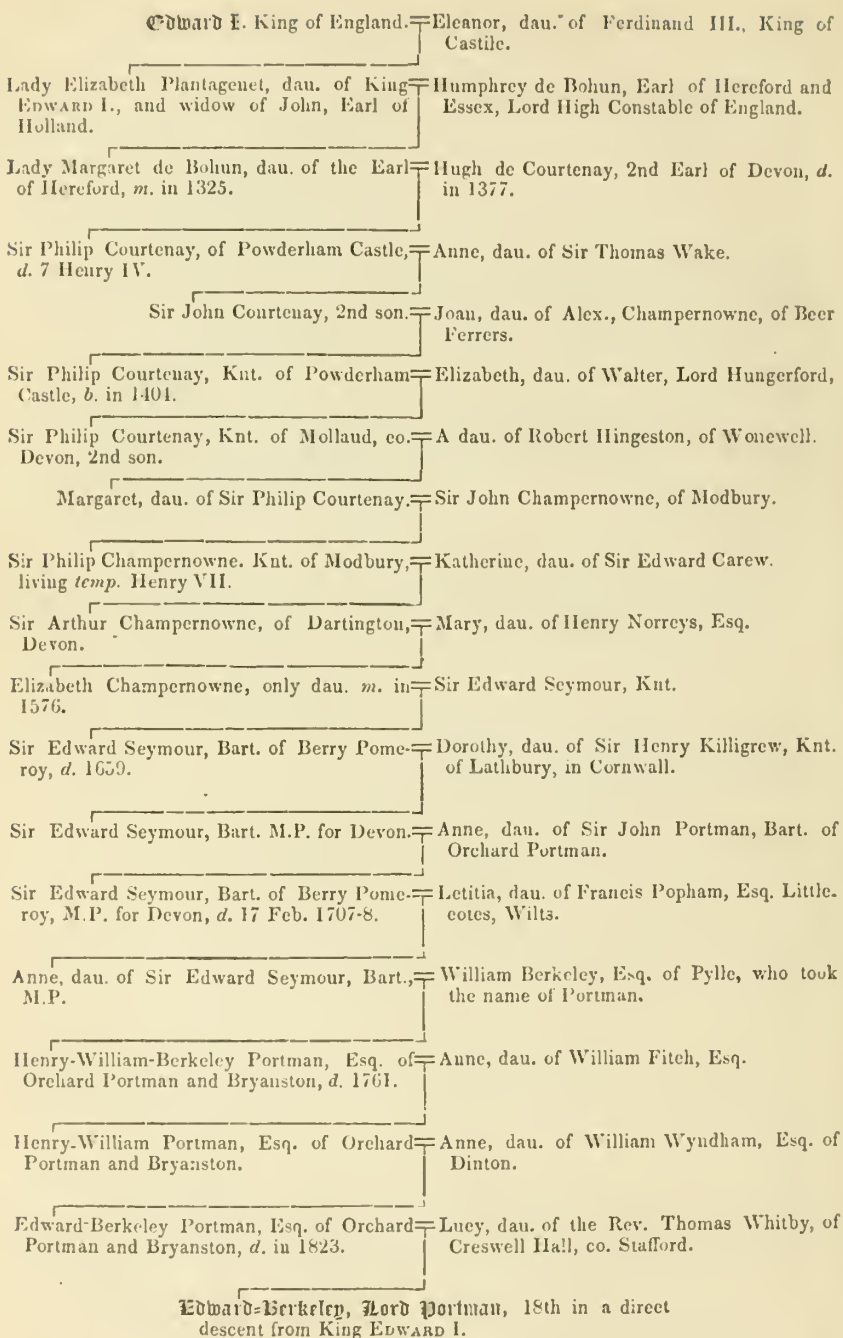 Edward I. King of England. Eleanor, dau. of Ferdinand III., King of
Castile.
Lady Elizabeth Plantagenet, dau. of King Humphrey de Bohun, Earl of Hereford and
EDWARD I., and widow of John, Earl of Essex, Lord High Constable of England.
Holland.
Lady Margaret de Bohun, dau. of the Earl Hugh de Courtenay, 2nd Earl of Devon, d.
of Hereford, m. in 1325. in 1377.
Sir Philip Courtenay, of Powderham Castle, Anne, dau. of Sir Thomas Wake.
d. 7 Henry IV.
Sir John Courtenay, 2nd son. Joan, dau. of Alex., Champernowne, of Beer
Ferrers.
Sir Philip Courtenay, Knt. of Powderham Elizabeth, dau. of Walter, Lord Hungerford,
Castle, b. in 1404.
Sir Philip Courtenay, Knt. of Mollaud, co. A dau. of Robert Hingeston, of Wonewell.
Devon, 2nd son.
Margaret, dau. of Sir Philip Courtenay. Sir John Champernowne, of Modbury.
Sir Philip Champernowne. Knt. of Modbury, Katherine, dau. of Sir Edward Carew.
living temp. Henry VII.
Sir Arthur Champernowne, of Dartington, Mary, dau. of Henry Norreys, Esq.
Devon.
Elizabeth Champernowne, only dau. m. in Sir Edward Seymour, Knt.
1576.
Sir Edward Seymour, Bart. of Berry Pome- Dorothy, dau. of Sir Henry Killigrew, Knt.
roy, d. 1659. of Lathbury, in Cornwall.
Sir Edward Seymour, Bart. M.P. for Devon. Anne, dau. of Sir John Portman, Bart. of
Orchard Portman.
Sir Edward Seymour, Bart. of Berry Pome- Letitia, dau. of Francis Popham, Esq. Little-
roy, M.P. for Devon, d. 17 Feb. 1707-8. cotes, Wilts.
Anne, dau. of Sir Edward Seymour, Bart., William Berkeley, Esq. of Pylle, who took
M.P. the name of Portman.
Henry-William-Berkeley Portman, Esq. of Anne, dau. of William Fitch, Esq.
Orchard Portman and Bryanston, d. 1761.
Henry-William Portman, Esq. of Orchard Anne, dau. of William Wyndham, Esq. of
Portman and Bryanston. Dinton.
Edward-Berkeley Portman, Esq. of Orchard Lucy, dau. of the Rev. Thomas Whitby, of
Portman and Bryanston, d. in 1823. Creswell Hall, co. Stafford.
Edward-Berkeley, Lord Portman, 18th in a direct
descent from King EDWARD I.